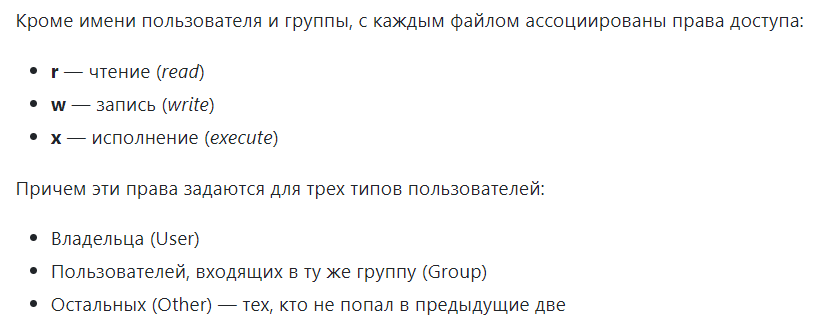 Кроме имени пользователя и группы, с каждым файлом ассоциированы права доступа:
• r — чтение (read)
• w — запись (write)
• x — исполнение (execute)
Причем эти права задаются для трех типов пользователей:
• Владельца (User)
• Пользователей, входящих в ту же группу (Group)
• Остальных (Other) — тех, кто не попал в предыдущие две